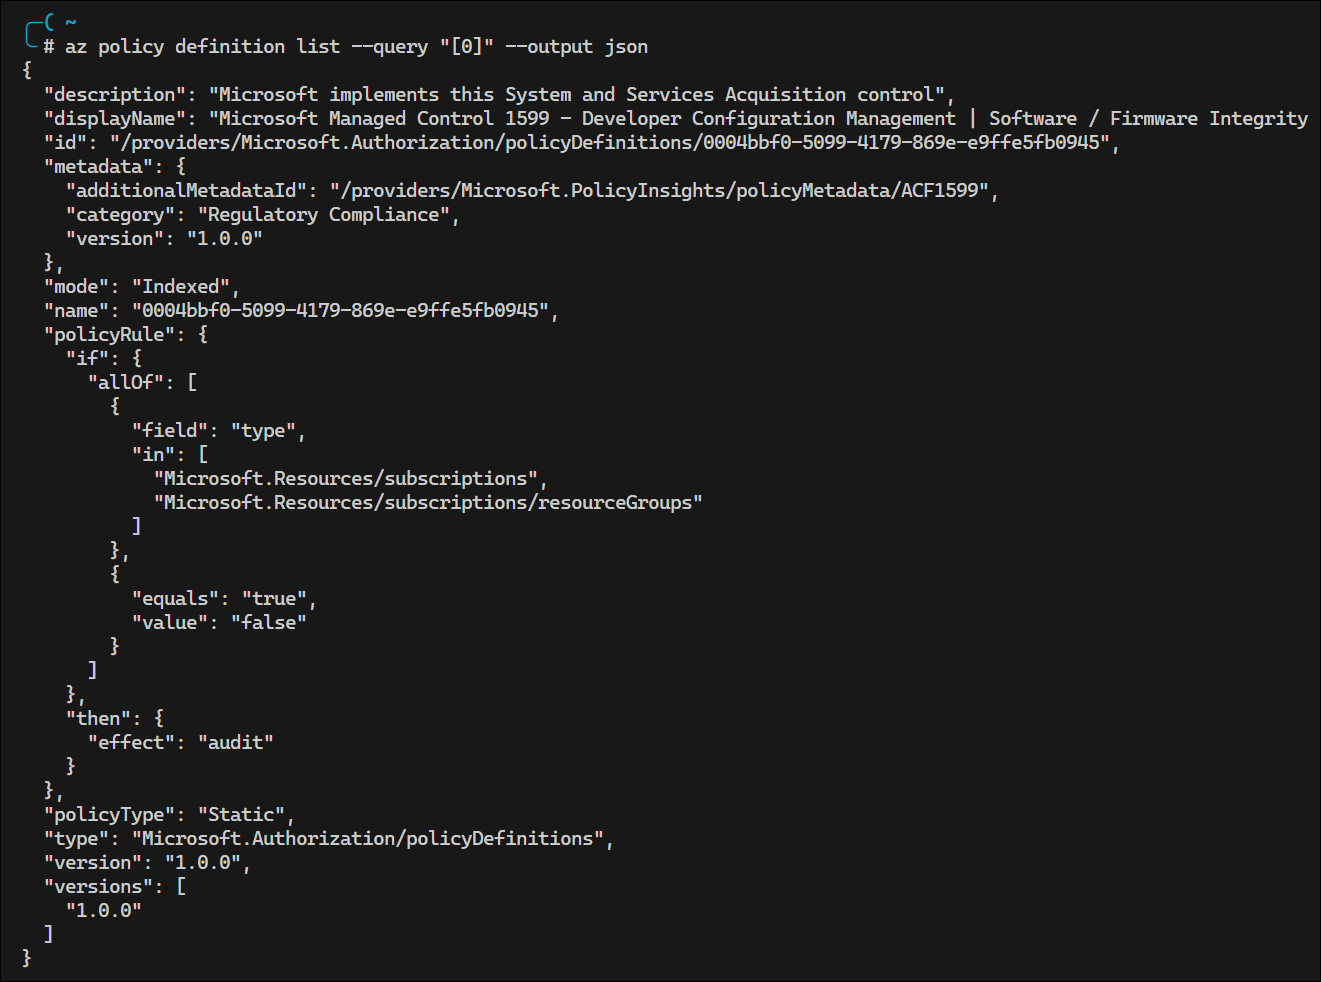 ~
# az policy definition list --query "[0]" --output json
{
  "description": "Microsoft implements this System and Services Acquisition control",
  "displayName": "Microsoft Managed Control 1599 - Developer Configuration Management | Software / Firmware Integrity
  "id": "/providers/Microsoft.Authorization/policyDefinitions/0004bbf0-5099-4179-869e-e9ffe5fb0945",
  "metadata": {
    "additionalMetadataId": "/providers/Microsoft.PolicyInsights/policyMetadata/ACF1599",
    "category": "Regulatory Compliance",
    "version": "1.0.0"
  },
  "mode": "Indexed",
  "name": "0004bbf0-5099-4179-869e-e9ffe5fb0945",
  "policyRule": {
    "if": {
      "allOf": [
        {
          "field": "type",
          "in": [
            "Microsoft.Resources/subscriptions",
            "Microsoft.Resources/subscriptions/resourceGroups"
          ]
        },
        {
          "equals": "true",
          "value": "false"
        }
      ]
    },
    "then": {
      "effect": "audit"
    }
  },
  "policyType": "Static",
  "type": "Microsoft.Authorization/policyDefinitions",
  "version": "1.0.0",
  "versions": [
    "1.0.0"
  ]
}